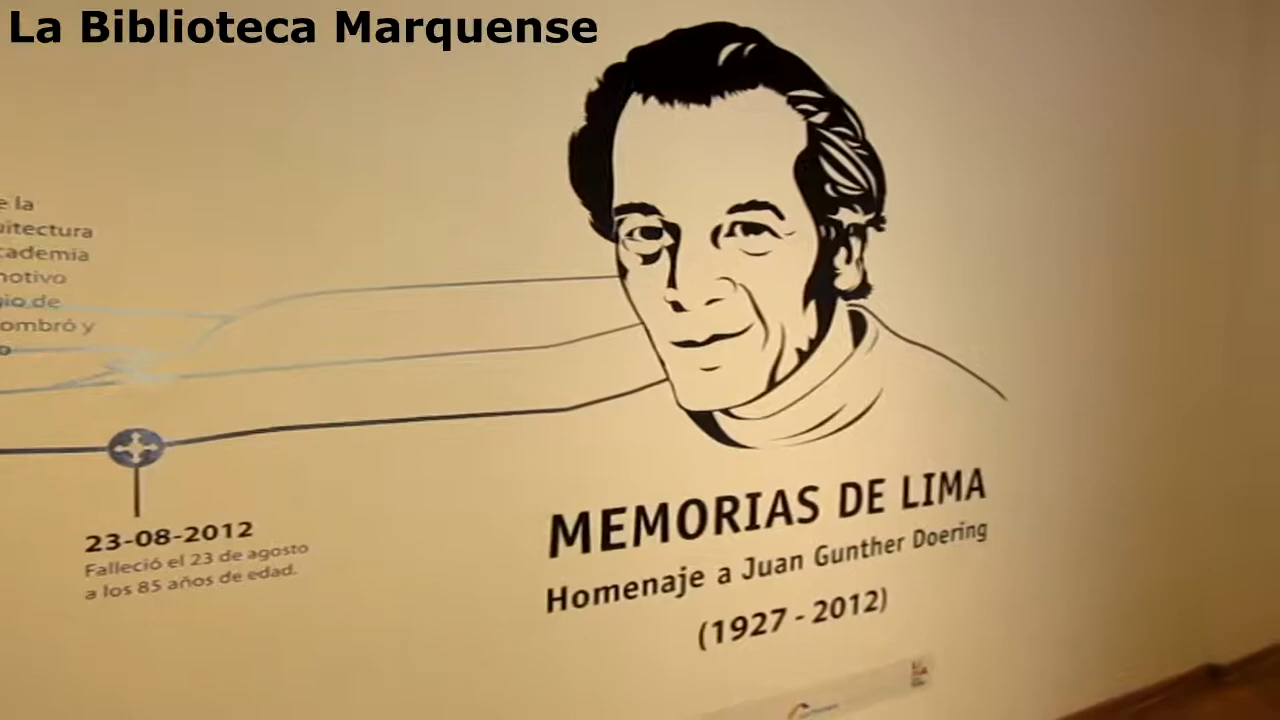 La Biblioteca Marquense
e la
uitectura
cademia
notivo
gio de
ombró y
o
23-08-2012
Falleció el 23 de agosto
a los 85 años de edad.
MEMORIAS DE LIMA
Homenaje a Juan Gunther Doering
(1927 - 2012)